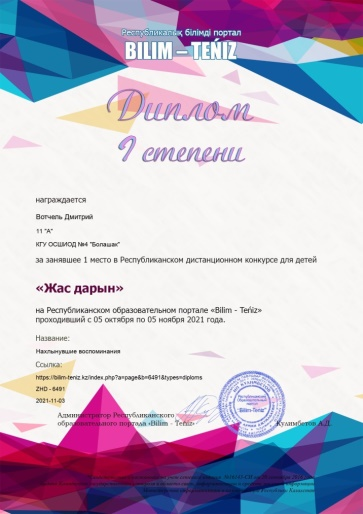 Республикалық білімді портал
BILIM – TEŃIZ
Диплом
I степени
награждается
Вотчель Дмитрий
11 "А"
КГУ ОСШИОД №4 "Болашак"
за занявшее 1 место в Республиканском дистанционном конкурсе для детей
«Жас дарын»
на Республиканском образовательном портале «Bilim - Teńiz»
проходивший с 05 октября по 05 ноября 2021 года.
Название:
Нахлынувшие воспоминания
Ссылка:
https://bilim-teniz.kz/index.php?a=page&b=6491&types=diploms
ZHD - 6491
2021-11-03
Администратор Республиканского
образовательного портала «Bilim - Teńiz»
Кулимбетов А.Д.
Bilim-Teńiz